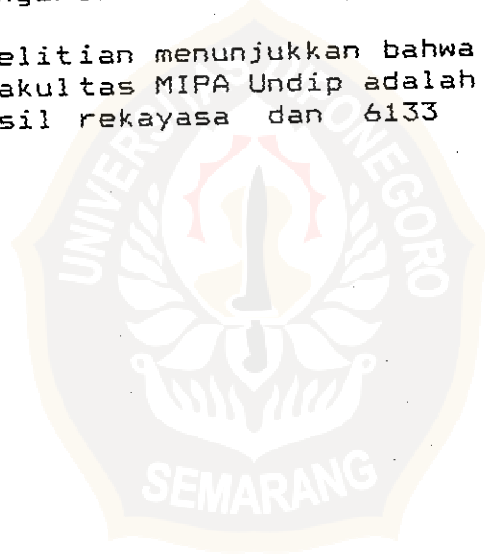 elitian menunjukkan bahwa
akultas MIPA Undip adalah
sil rekayasa dan 6133
UNIVERSITAS DIPONEGORO
SEMARANG